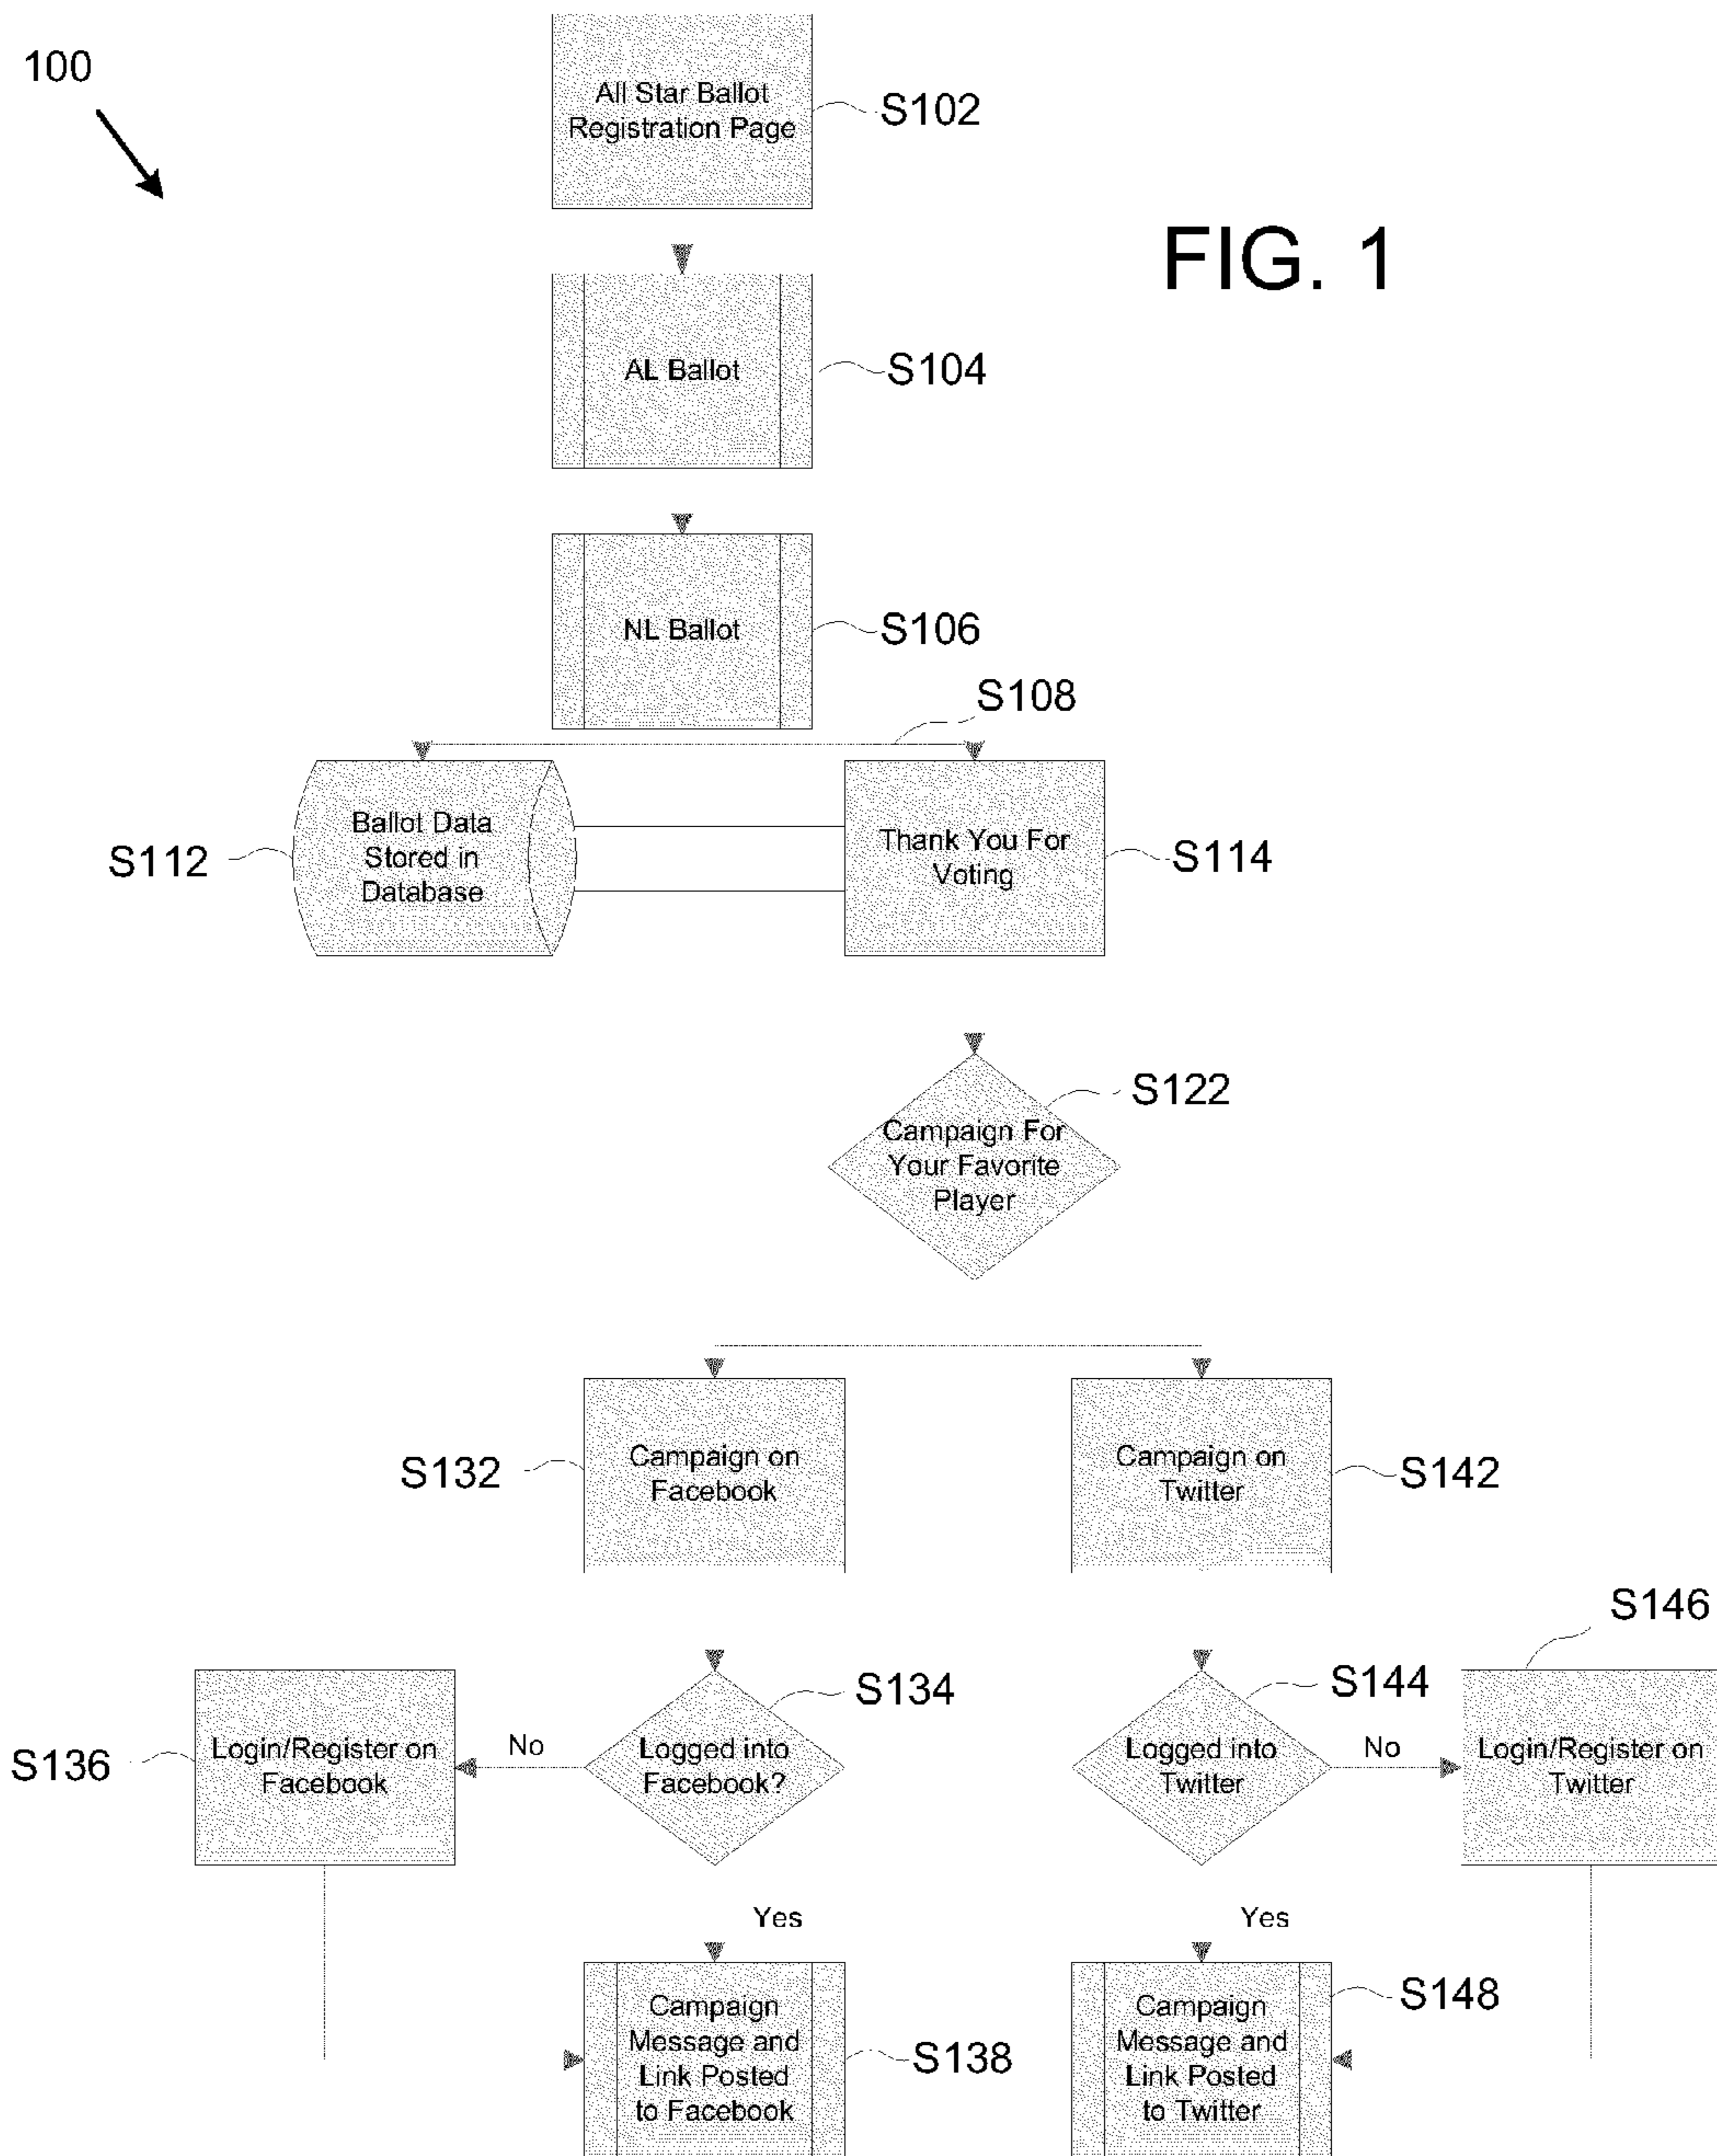 100
All Star Ballot
Registration Page
S102
FIG. 1
AL Ballot
S104
NL Ballot
S106
S108
Ballot Data
Stored in
Database
S112
Thank You For
Voting
S114
Campaign For
Your Favorite
Player
S122
Campaign on
Facebook
S132
Campaign on
Twitter
S142
Login/Register on
Facebook
S136
No
Logged into
Facebook?
S134
Logged into
Twitter
S144
No
Login/Register on
Twitter
S146
Yes
Yes
Campaign
Message and
Link Posted
to Facebook
S138
Campaign
Message and
Link Posted
to Twitter
S148